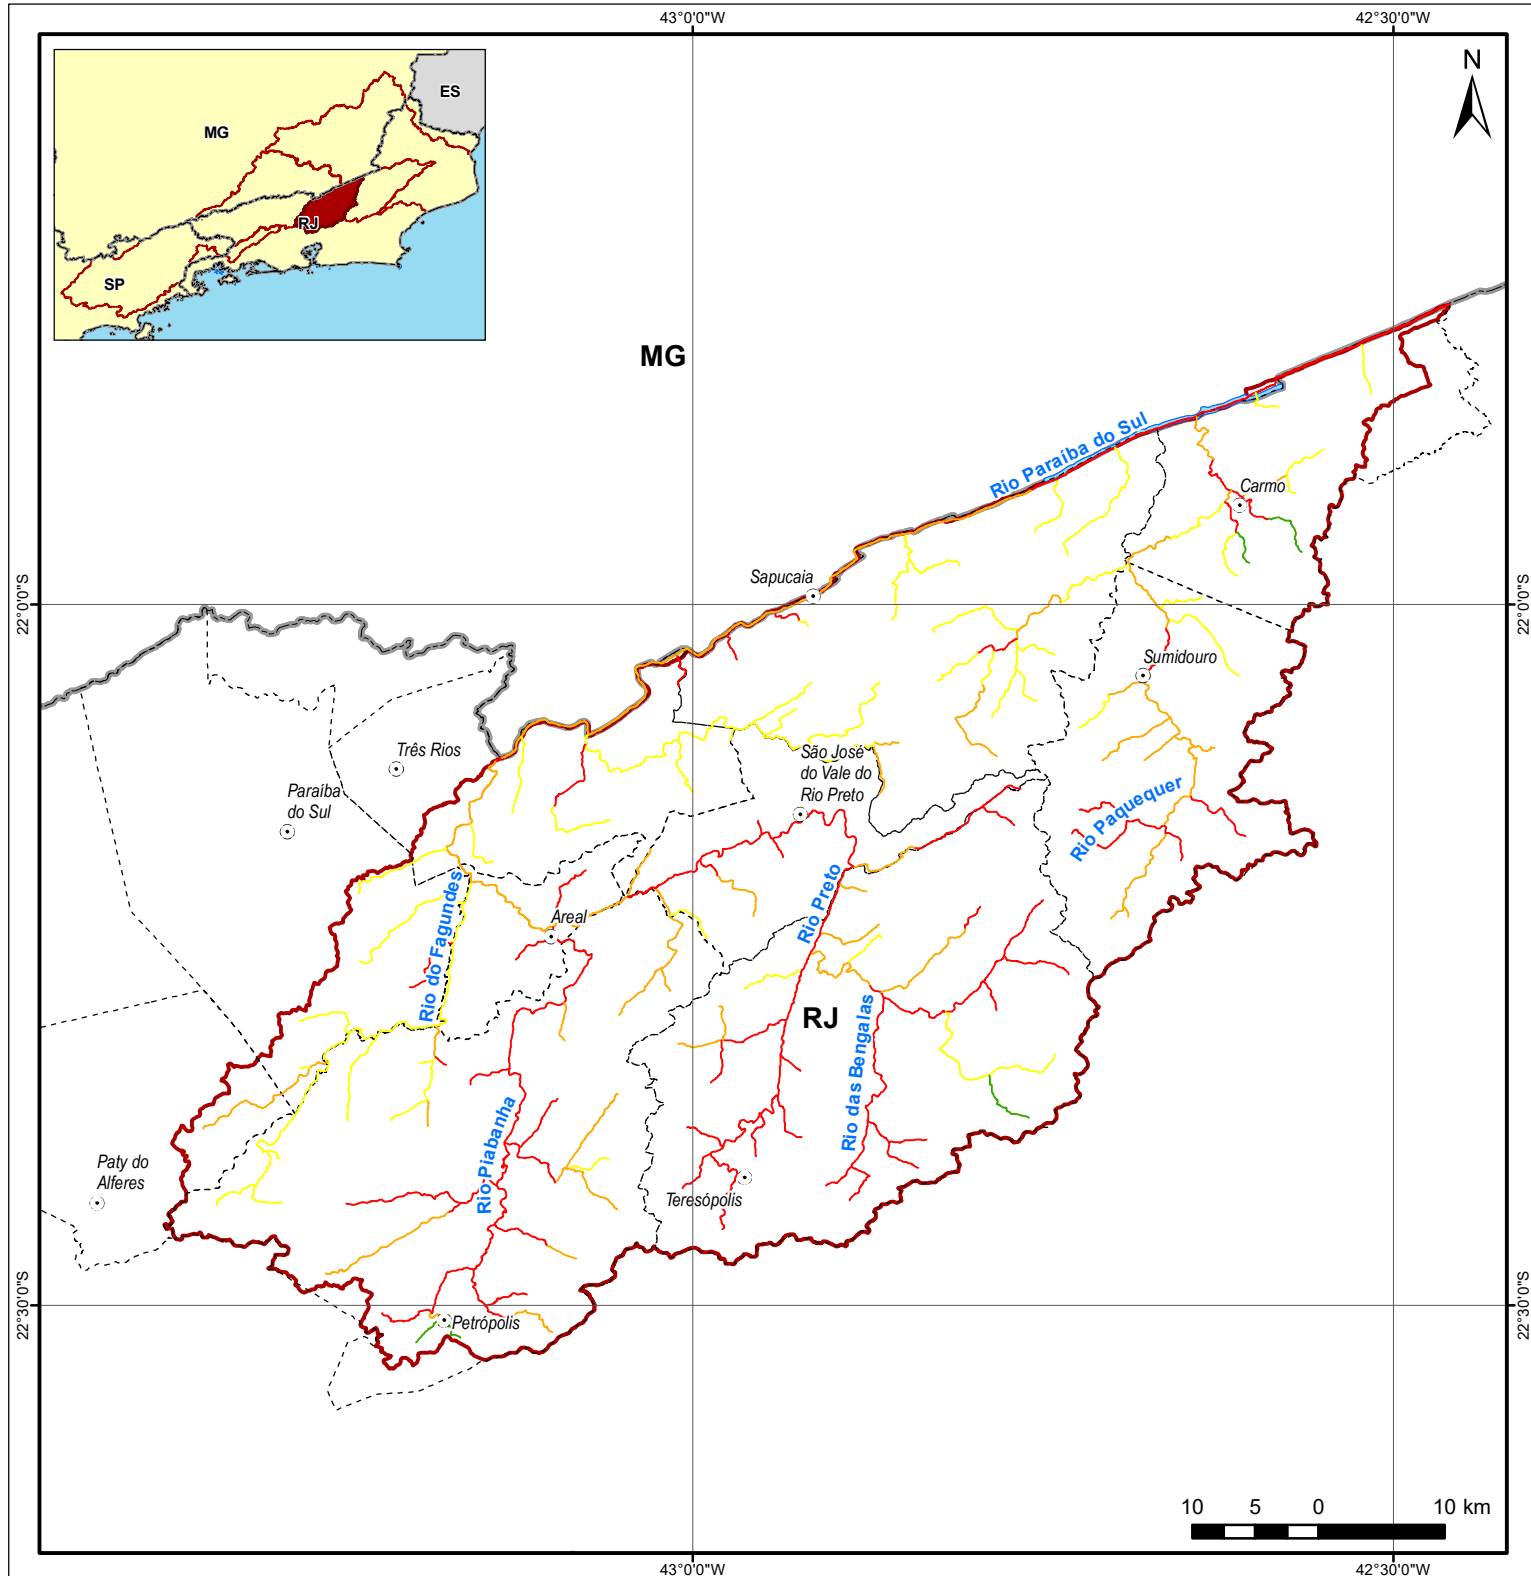 43°0'0"W
42°30'0"W
N
ES
MG
RJ
SP
MG
Rio Paraíba do Sul
Carmo
Sapucaia
22°0'0"S
22°0'0"S
Sumidouro
Três Rios
São José
do Vale do
Rio Preto
Paraíba
do Sul
Rio Paquequer
Rio do Fagundes
Areal
Rio Preto
RJ
Rio das Bengalas
Rio Piabanha
Paty do
Alferes
Teresópolis
22°30'0"S
22°30'0"S
Petrópolis
10 5 0 10 km
43°0'0"W
42°30'0"W